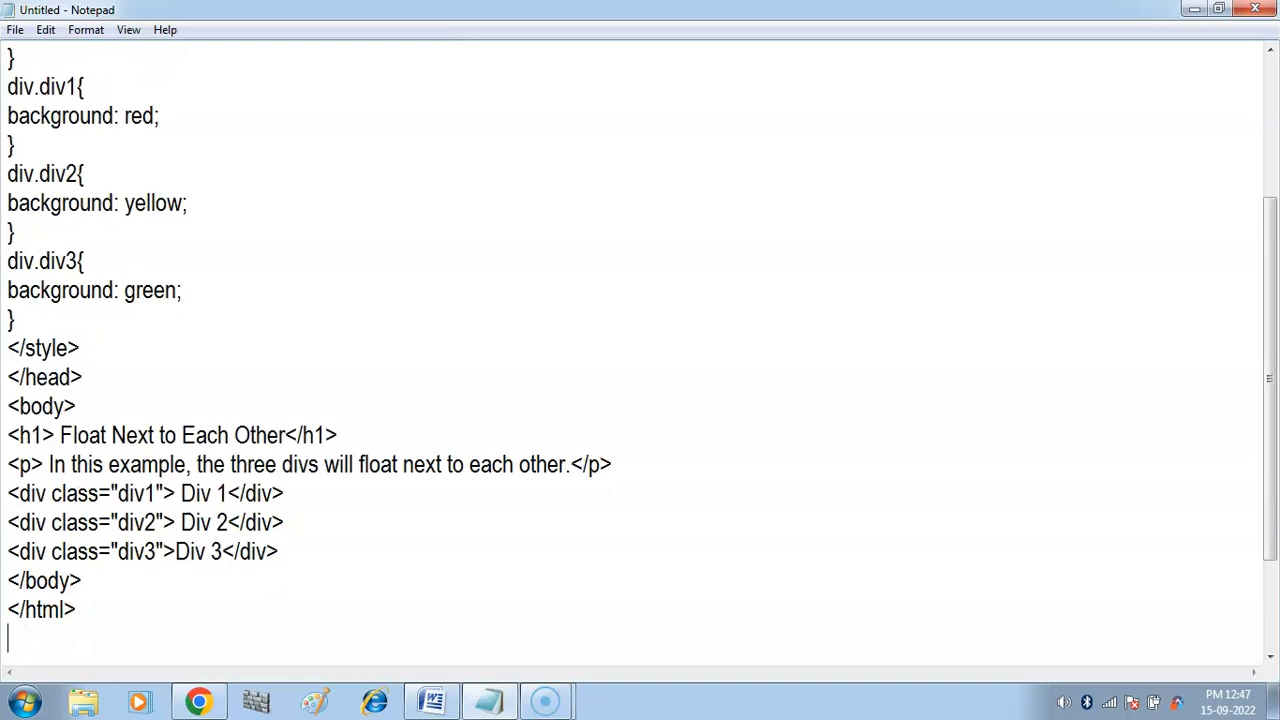 Untitled - Notepad
File Edit Format View Help
}
div.div1{
background: red;
}
div.div2{
background: yellow;
}
div.div3{
background: green;
}
</style>
</head>
<body>
<h1> Float Next to Each Other</h1>
<p> In this example, the three divs will float next to each other.</p>
<div class="div1"> Div 1</div>
<div class="div2"> Div 2</div>
<div class="div3">Div 3</div>
</body>
</html>
PM 12:47
15-09-2022